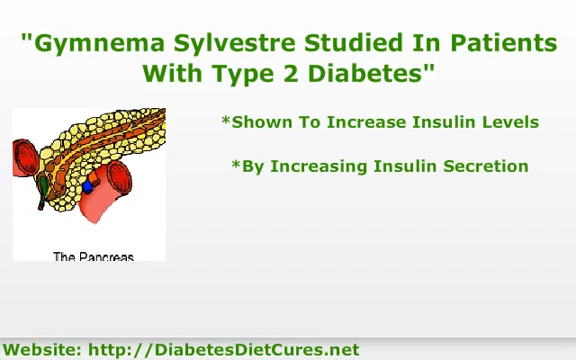 "Gymnema Sylvestre Studied In Patients
With Type 2 Diabetes"
*Shown To Increase Insulin Levels
*By Increasing Insulin Secretion
The Pancreas
Website: http://DiabetesDietCures.net